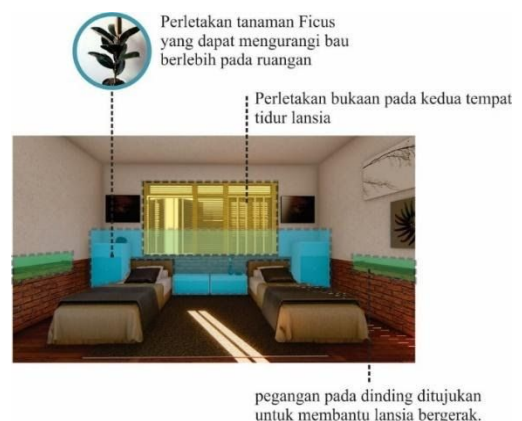 Perletakan tanaman Ficus
yang dapat mengurangi bau
berlebih pada ruangan
Perletakan bukaan pada kedua tempat
tidur lansia
pegangan pada dinding ditujukan
untuk membantu lansia bergerak.